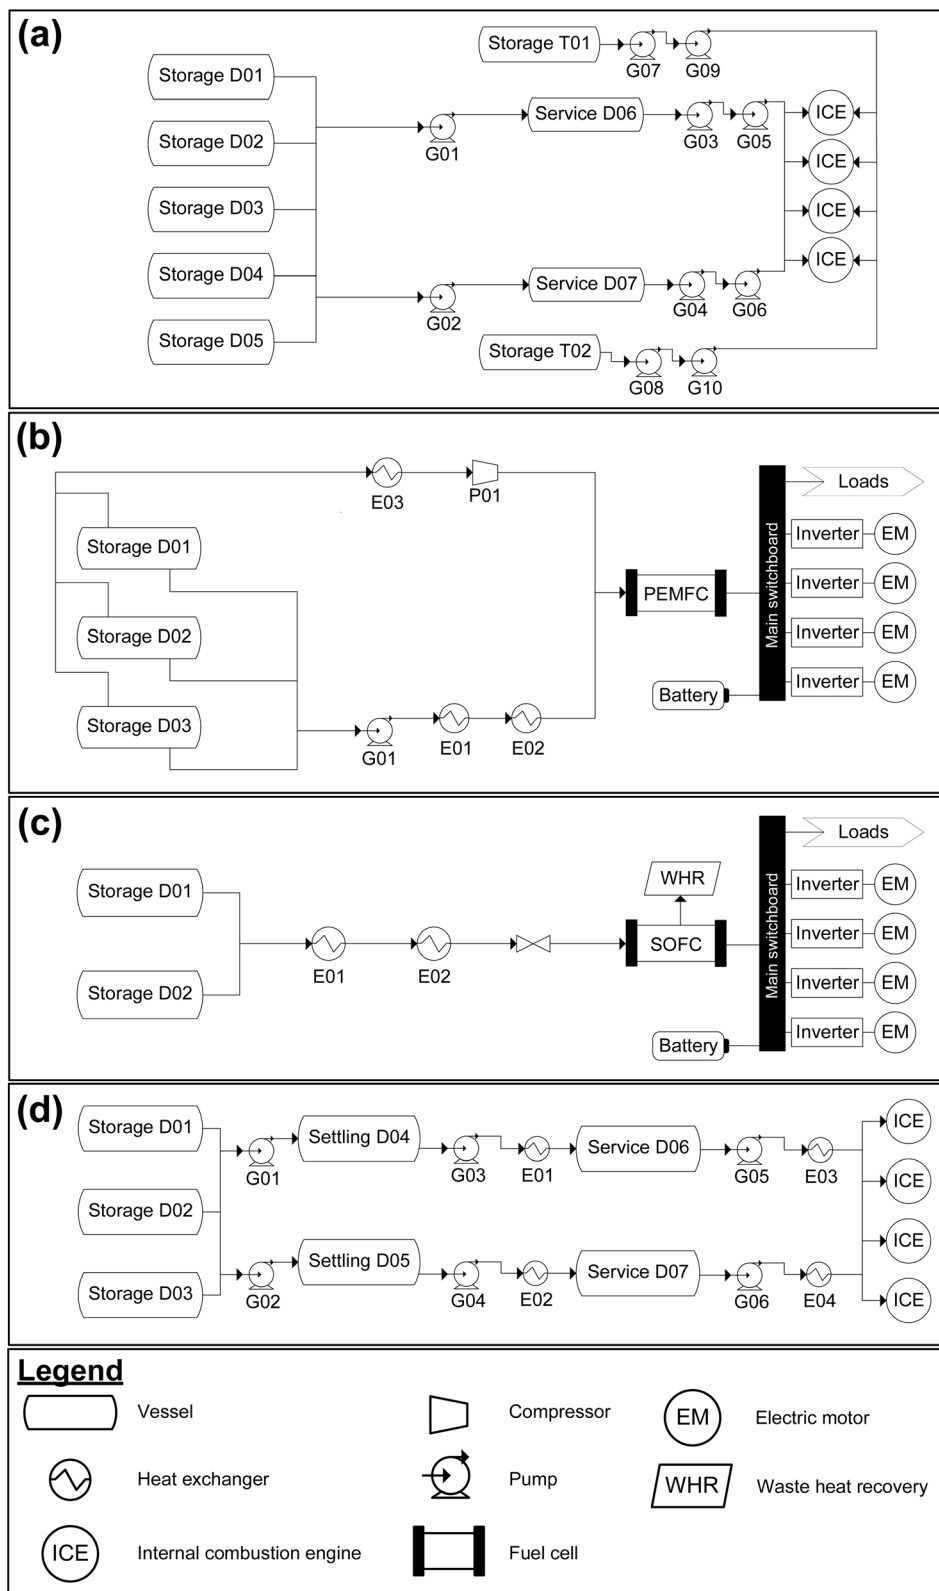 (a)
Storage T01
G07
G09
Storage D01
Storage D02
Storage D03
Storage D04
Storage D05
G01
Service D06
G03
G05
ICE
ICE
ICE
ICE
G02
Service D07
G04
G06
Storage T02
G08
G10
(b)
E03
P01
Storage D01
Storage D02
Storage D03
G01
E01
E02
PEMFC
Battery
Main switchboard
Loads
Inverter
EM
Inverter
EM
Inverter
EM
Inverter
EM
(c)
Storage D01
Storage D02
E01
E02
WHR
SOFC
Battery
Main switchboard
Loads
Inverter
EM
Inverter
EM
Inverter
EM
Inverter
EM
(d)
Storage D01
Storage D02
Storage D03
G01
Settling D04
G03
E01
Service D06
G05
E03
G02
Settling D05
G04
E02
Service D07
G06
E04
ICE
ICE
ICE
ICE
Legend
Vessel
Compressor
EM
Electric motor
Heat exchanger
Pump
WHR
Waste heat recovery
ICE
Internal combustion engine
Fuel cell